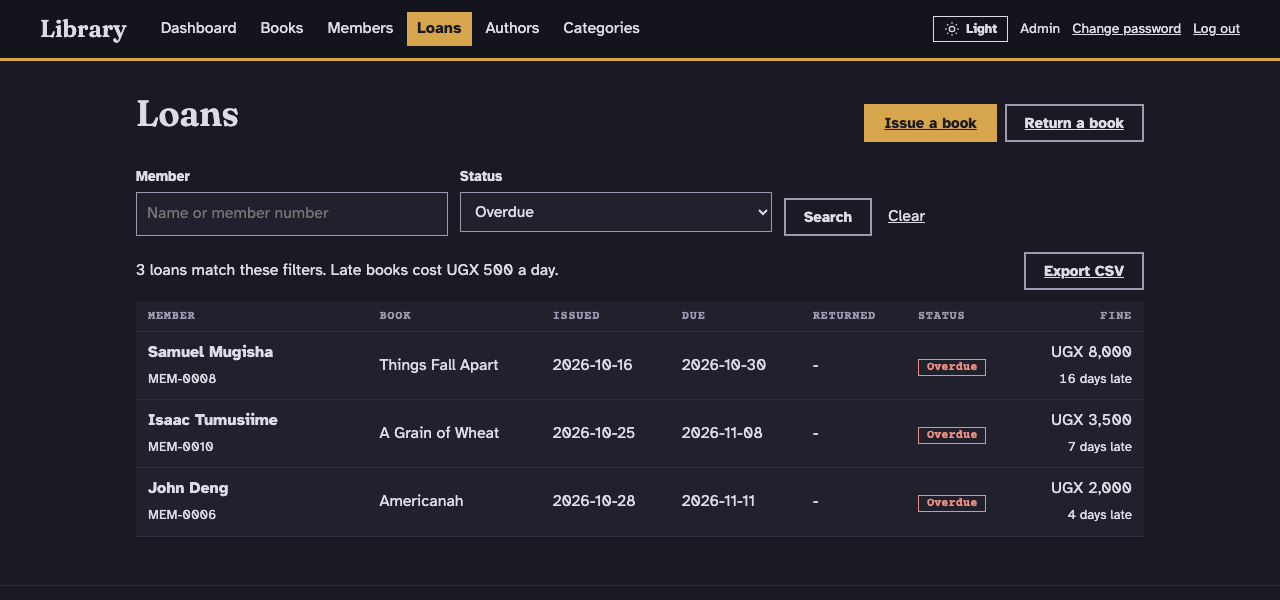 Library Dashboard Books Members Loans Authors Categories Light Admin Change password Log out
Loans
Issue a book Return a book
Member Status
Name or member number Overdue Search Clear
3 loans match these filters. Late books cost UGX 500 a day. Export CSV
MEMBER BOOK ISSUED DUE RETURNED STATUS FINE
Samuel Mugisha Things Fall Apart 2026-10-16 2026-10-30 - Overdue UGX 8,000
MEM-0008 16 days late
Isaac Tumusiime A Grain of Wheat 2026-10-25 2026-11-08 - Overdue UGX 3,500
MEM-0010 7 days late
John Deng Americanah 2026-10-28 2026-11-11 - Overdue UGX 2,000
MEM-0006 4 days late